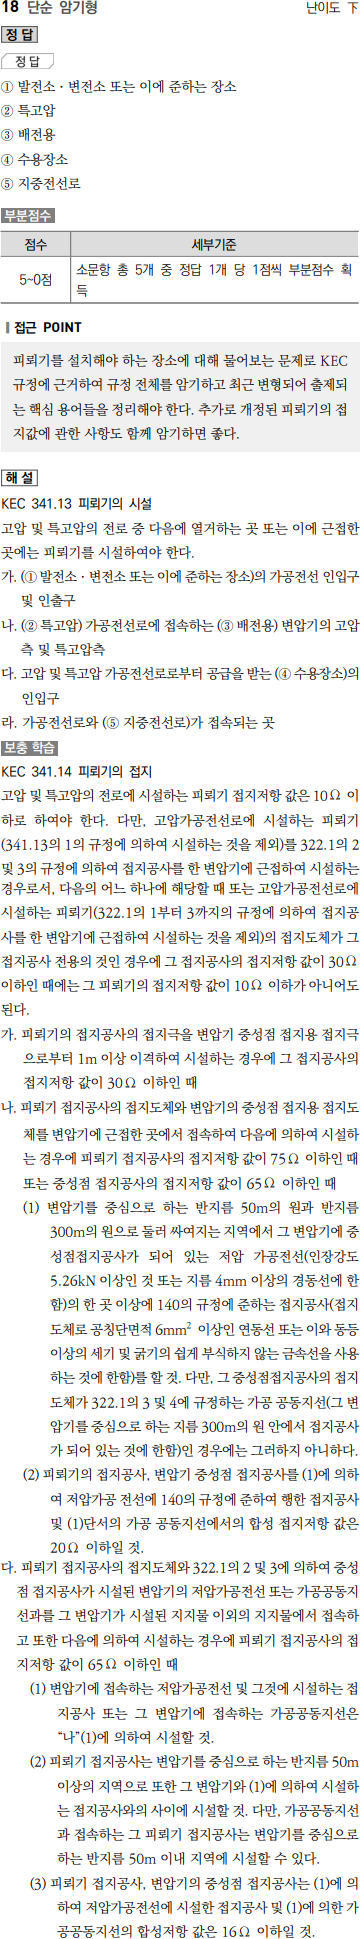 18 단순 암기형 난이도 下
정 답
정 답
① 발전소 · 변전소 또는 이에 준하는 장소
② 특고압
③ 배전용
④ 수용장소
⑤ 지중전선로
부분점수
점수 세부기준
5~0점 소문항 총 5개 중 정답 1개 당 1점씩 부분점수 획
득
접근 POINT
피뢰기를 설치해야 하는 장소에 대해 물어보는 문제로 KEC
규정에 근거하여 규정 전체를 암기하고 최근 변형되어 출제되
는 핵심 용어들을 정리해야 한다. 추가로 개정된 피뢰기의 접
지값에 관한 사항도 함께 암기하면 좋다.
해 설
KEC 341.13 피뢰기의 시설
고압 및 특고압의 전로 중 다음에 열거하는 곳 또는 이에 근접한
곳에는 피뢰기를 시설하여야 한다.
가. (① 발전소 · 변전소 또는 이에 준하는 장소)의 가공전선 인입구
및 인출구
나. (② 특고압) 가공전선로에 접속하는 (③ 배전용) 변압기의 고압
측 및 특고압측
다. 고압 및 특고압 가공전선로로부터 공급을 받는 (④ 수용장소)의
인입구
라. 가공전선로와 (⑤ 지중전선로)가 접속되는 곳
보충 학습
KEC 341.14 피뢰기의 접지
고압 및 특고압의 전로에 시설하는 피뢰기 접지저항 값은 10Ω 이
하로 하여야 한다. 다만, 고압가공전선로에 시설하는 피뢰기
(341.13의 1의 규정에 의하여 시설하는 것을 제외)를 322.1의 2
및 3의 규정에 의하여 접지공사를 한 변압기에 근접하여 시설하는
경우로서, 다음의 어느 하나에 해당할 때 또는 고압가공전선로에
시설하는 피뢰기(322.1의 1부터 3까지의 규정에 의하여 접지공
사를 한 변압기에 근접하여 시설하는 것을 제외)의 접지도체가 그
접지공사 전용의 것인 경우에 그 접지공사의 접지저항 값이 30Ω
이하인 때에는 그 피뢰기의 접지저항 값이 10Ω 이하가 아니어도
된다.
가. 피뢰기의 접지공사의 접지극을 변압기 중성점 접지용 접지극
으로부터 1m 이상 이격하여 시설하는 경우에 그 접지공사의
접지저항 값이 30Ω 이하인 때
나. 피뢰기 접지공사의 접지도체와 변압기의 중성점 접지용 접지도
체를 변압기에 근접한 곳에서 접속하여 다음에 의하여 시설하
는 경우에 피뢰기 접지공사의 접지저항 값이 75Ω 이하인 때
또는 중성점 접지공사의 접지저항 값이 65Ω 이하인 때
(1) 변압기를 중심으로 하는 반지름 50m의 원과 반지름
300m의 원으로 둘러 싸여지는 지역에서 그 변압기에 중
성점접지공사가 되어 있는 저압 가공전선(인장강도
5.26kN 이상인 것 또는 지름 4mm 이상의 경동선에 한
함)의 한 곳 이상에 140의 규정에 준하는 접지공사(접지
도체로 공칭단면적 6mm² 이상인 연동선 또는 이와 동등
이상의 세기 및 굵기의 쉽게 부식하지 않는 금속선을 사용
하는 것에 한함)를 할 것. 다만, 그 중성점접지공사의 접지
도체가 322.1의 3 및 4에 규정하는 가공 공동지선(그 변
압기를 중심으로 하는 지름 300m의 원 안에서 접지공사
가 되어 있는 것에 한함)인 경우에는 그러하지 아니하다.
(2) 피뢰기의 접지공사, 변압기 중성점 접지공사를 (1)에 의하
여 저압가공 전선에 140의 규정에 준하여 행한 접지공사
및 (1)단서의 가공 공동지선에서의 합성 접지저항 값은
20Ω 이하일 것.
다. 피뢰기 접지공사의 접지도체와 322.1의 2 및 3에 의하여 중성
점 접지공사가 시설된 변압기의 저압가공전선 또는 가공공동지
선과를 그 변압기가 시설된 지지물 이외의 지지물에서 접속하
고 또한 다음에 의하여 시설하는 경우에 피뢰기 접지공사의 접
지저항 값이 65Ω 이하인 때
(1) 변압기에 접속하는 저압가공전선 및 그것에 시설하는 접
지공사 또는 그 변압기에 접속하는 가공공동지선은
“나”(1)에 의하여 시설할 것.
(2) 피뢰기 접지공사는 변압기를 중심으로 하는 반지름 50m
이상의 지역으로 또한 그 변압기와 (1)에 의하여 시설하
는 접지공사와의 사이에 시설할 것. 다만, 가공공동지선
과 접속하는 그 피뢰기 접지공사는 변압기를 중심으로
하는 반지름 50m 이내 지역에 시설할 수 있다.
(3) 피뢰기 접지공사, 변압기의 중성점 접지공사는 (1)에 의
하여 저압가공전선에 시설한 접지공사 및 (1)에 의한 가
공공동지선의 합성저항 값은 16Ω 이하일 것.